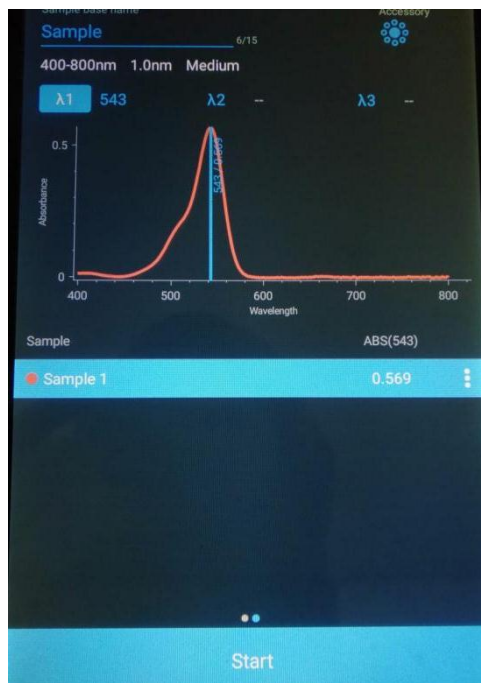 Sample base name
Accessory
Sample
6/15
400-800nm 1.0nm Medium
λ1 543 λ2 -- λ3 --
0.5
0
Absorbance
543 / 0.569
400 500 600 700 800
Wavelength
Sample ABS(543)
Sample 1 0.569
Start